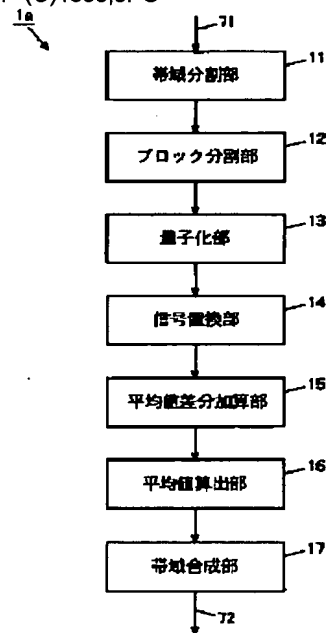 1a
71
帯域分割部
11
ブロック分割部
12
量子化部
13
信号置換部
14
平均値差分加算部
15
平均値算出部
16
帯域合成部
17
72